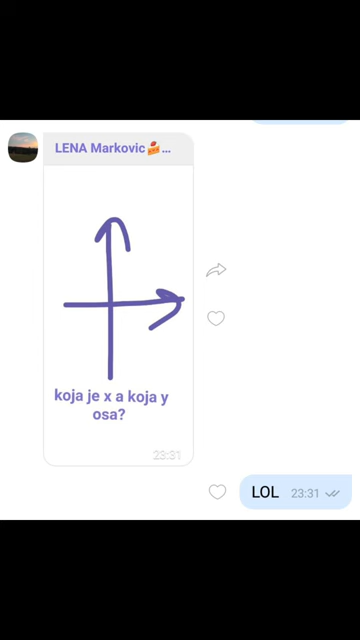 LENA Markovic🍰...
koja je x a koja y
osa?
23:31
LOL 23:31